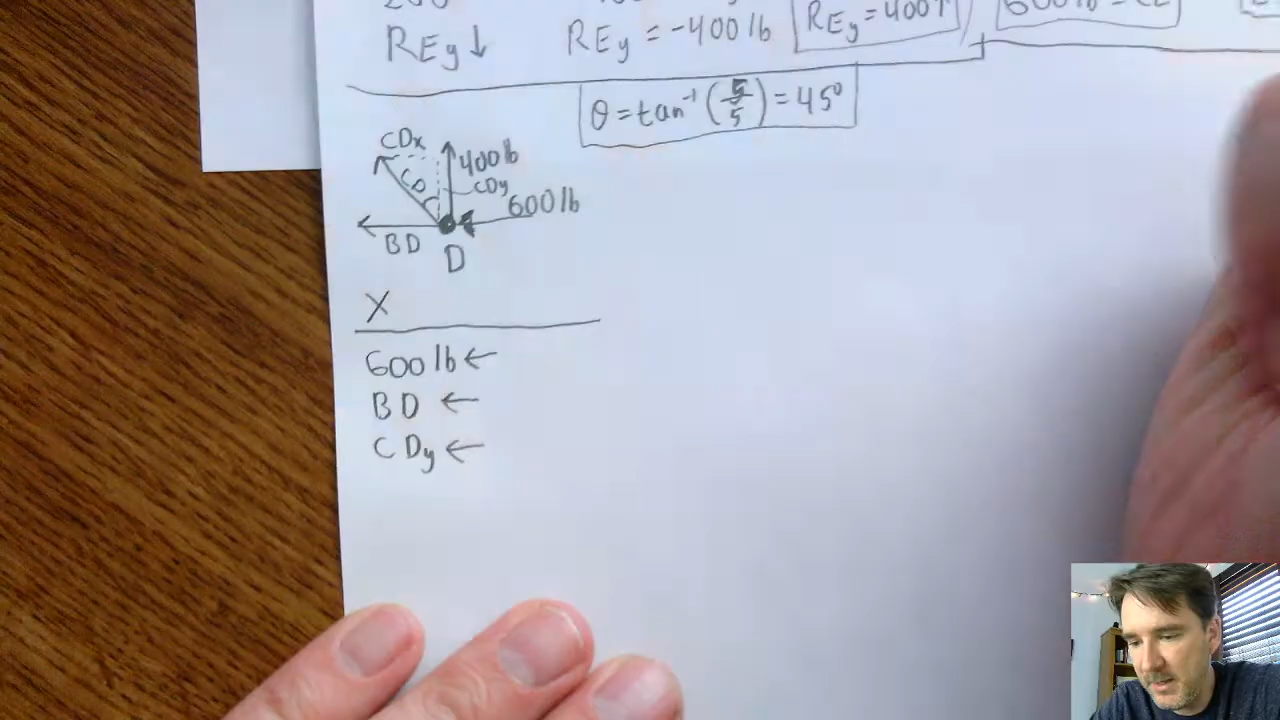 REy↓ REy = -400 lb REy = 400↑
θ = tan⁻¹ (5/5) = 45°
CDx
400 lb
CD
CDy
600 lb
BD
D
X
600 lb ←
BD ←
CDy ←